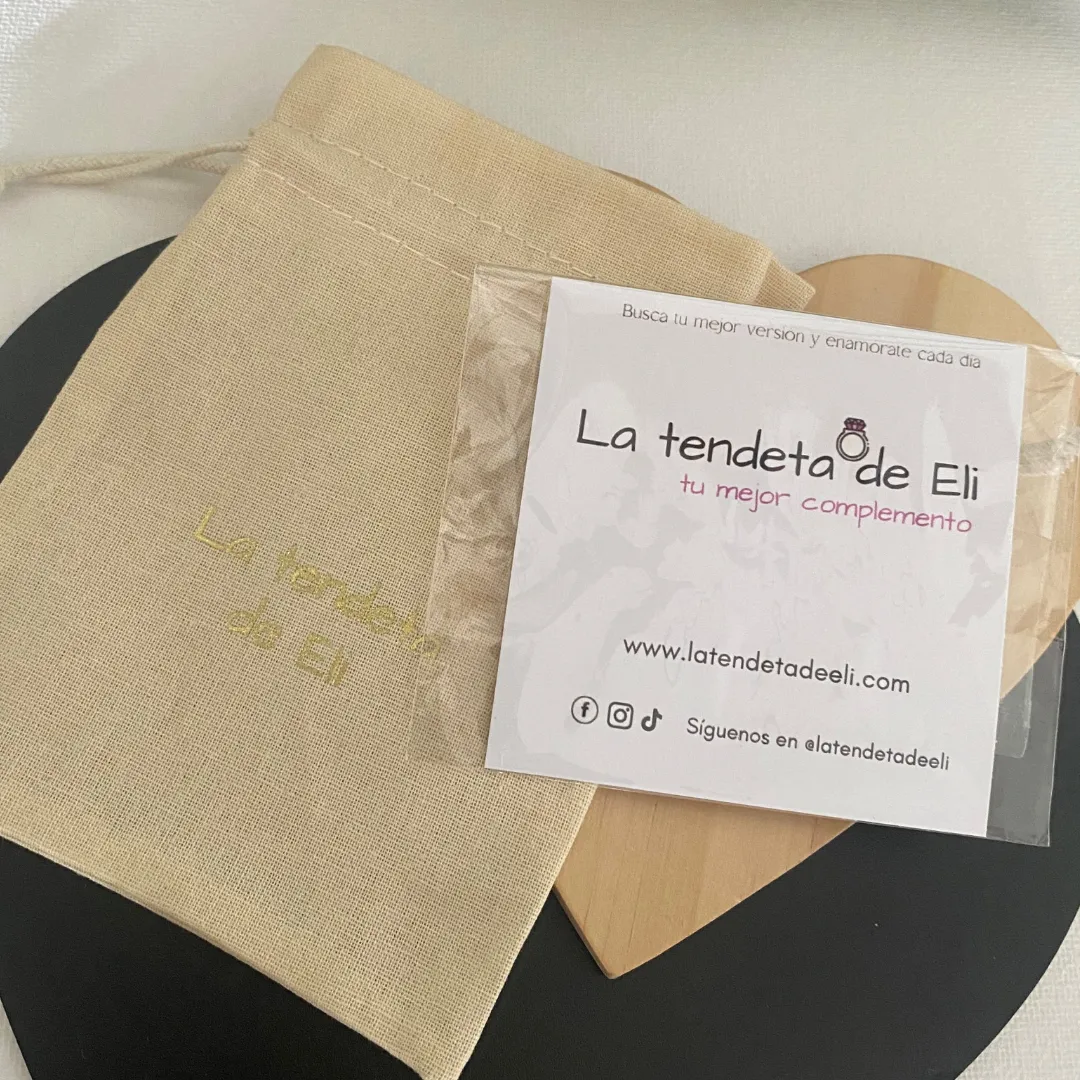 La tendeta
de Eli
Busca tu mejor versión y enamorate cada día
La tendeta de Eli
tu mejor complemento
www.latendetadeeli.com
Síguenos en @latendetadeeli